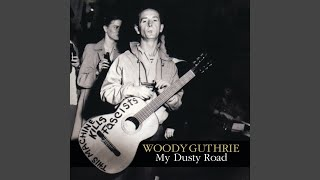 THIS MACHINE
KILLS
Fascists
WOODY GUTHRIE
My Dusty Road